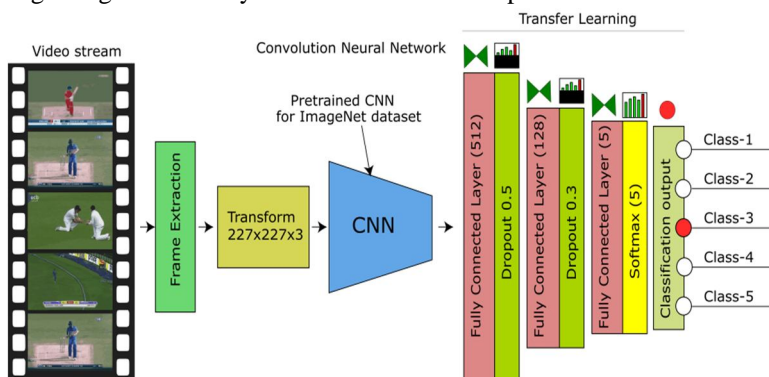 Transfer Learning
Video stream
Convolution Neural Network
Pretrained CNN
for ImageNet dataset
Frame Extraction
Transform
227x227x3
CNN
Fully Connected Layer (512)
Dropout 0.5
Fully Connected Layer (128)
Dropout 0.3
Fully Connected Layer (5)
Softmax (5)
Classification output
Class-1
Class-2
Class-3
Class-4
Class-5